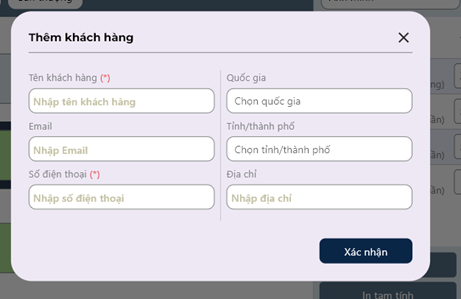 Thêm khách hàng
Tên khách hàng (*)
Nhập tên khách hàng
Email
Nhập Email
Số điện thoại (*)
Nhập số điện thoại
Quốc gia
Chọn quốc gia
Tỉnh/thành phố
Chọn tỉnh/thành phố
Địa chỉ
Nhập địa chỉ
Xác nhận
In tạm tính